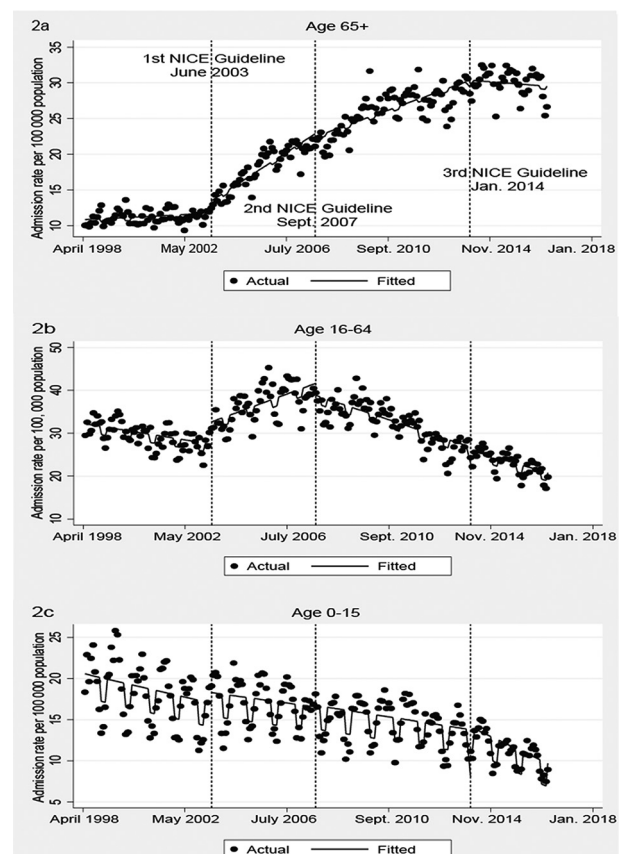 2a Age 65+
Admission rate per 100 000 population
35
30
25
20
15
10
1st NICE Guideline
June 2003
2nd NICE Guideline
Sept. 2007
3rd NICE Guideline
Jan. 2014
April 1998 May 2002 July 2006 Sept. 2010 Nov. 2014 Jan. 2018
Actual Fitted
2b Age 16-64
Admission rate per 100, 000 population
50
40
30
20
10
April 1998 May 2002 July 2006 Sept. 2010 Nov. 2014 Jan. 2018
Actual Fitted
2c Age 0-15
Admission rate per 100 000 population
25
20
15
10
5
April 1998 May 2002 July 2006 Sept. 2010 Nov. 2014 Jan. 2018
Actual Fitted